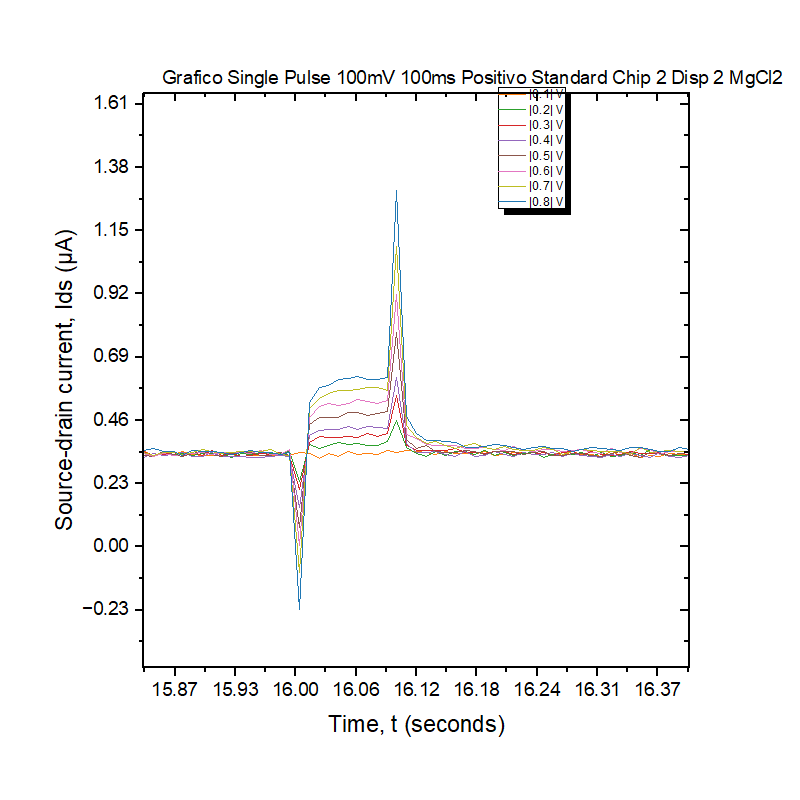 Grafico Single Pulse 100mV 100ms Positivo Standard Chip 2 Disp 2 MgCl2
|0.1| V
|0.2| V
|0.3| V
|0.4| V
|0.5| V
|0.6| V
|0.7| V
|0.8| V
1.61
1.38
1.15
0.92
0.69
0.46
0.23
0.00
−0.23
Source-drain current, Ids (μA)
15.87 15.93 16.00 16.06 16.12 16.18 16.24 16.31 16.37
Time, t (seconds)